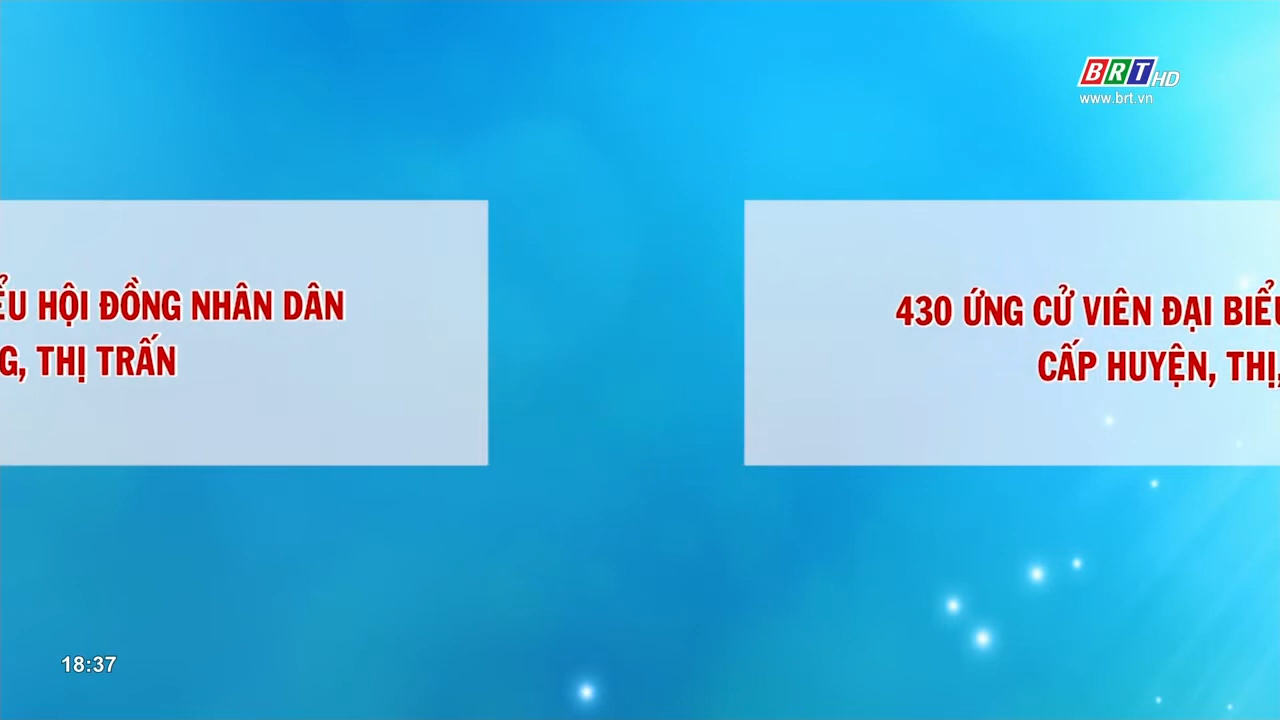 BRT HD
www.brt.vn
ỂU HỘI ĐỒNG NHÂN DÂN
G, THỊ TRẤN
430 ỨNG CỬ VIÊN ĐẠI BIỂU
CẤP HUYỆN, THỊ,
18:37